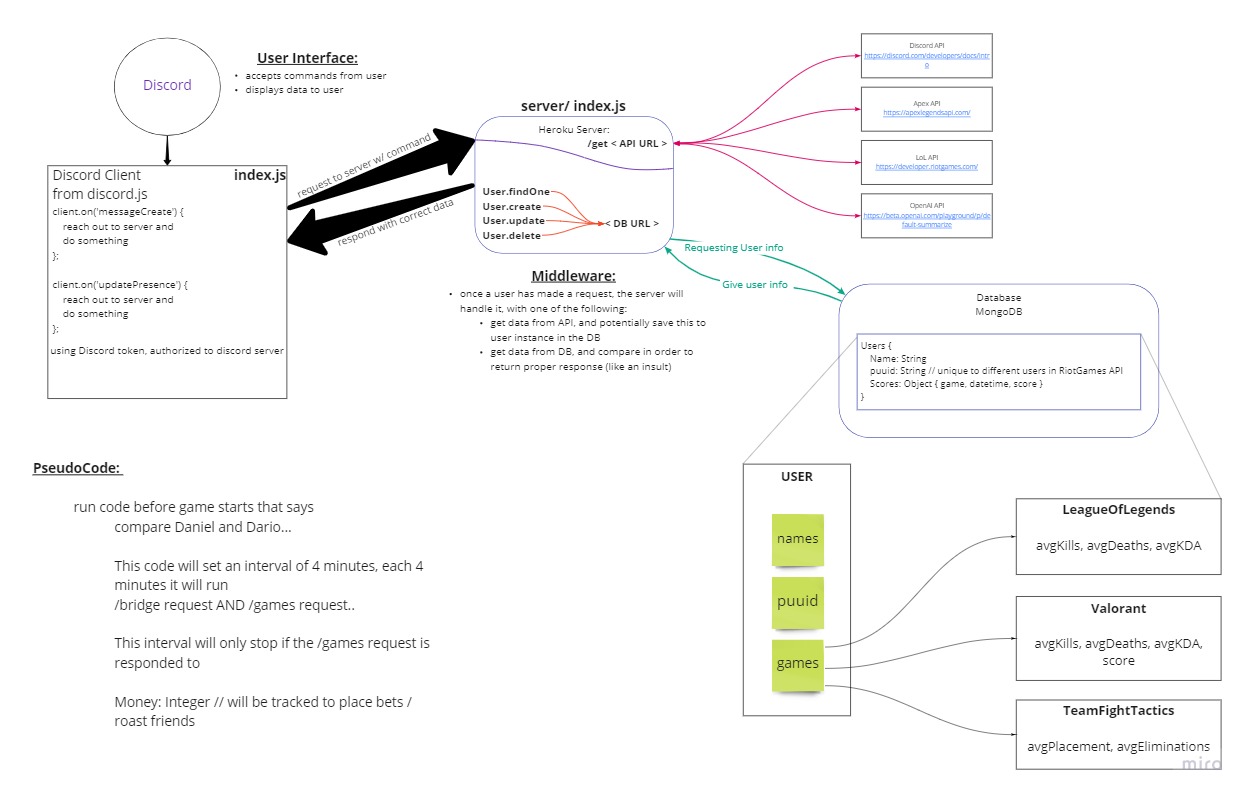 Discord
User Interface:
• accepts commands from user
• displays data to user
Discord Client
from discord.js
index.js
client.on('messageCreate') {
reach out to server and
do something
};
client.on('updatePresence') {
reach out to server and
do something
};
using Discord token, authorized to discord server
request to server w/ command
respond with correct data
server/ index.js
Heroku Server:
/get < API URL >
User.findOne
User.create
User.update
User.delete
< DB URL >
Middleware:
• once a user has made a request, the server will
handle it, with one of the following:
• get data from API, and potentially save this to
user instance in the DB
• get data from DB, and compare in order to
return proper response (like an insult)
Discord API
https://discord.com/developers/docs/intr
o
Apex API
https://apexlegendsapi.com/
LoL API
https://developer.riotgames.com/
OpenAI API
https://beta.openai.com/playground/p/de
fault-summarize
Requesting User info
Give user info
Database
MongoDB
Users {
Name: String
puuid: String // unique to different users in RiotGames API
Scores: Object { game, datetime, score }
}
USER
names
puuid
games
LeagueOfLegends
avgKills, avgDeaths, avgKDA
Valorant
avgKills, avgDeaths, avgKDA,
score
TeamFightTactics
avgPlacement, avgEliminations
PseudoCode:
run code before game starts that says
compare Daniel and Dario...
This code will set an interval of 4 minutes, each 4
minutes it will run
/bridge request AND /games request..
This interval will only stop if the /games request is
responded to
Money: Integer // will be tracked to place bets /
roast friends
miro